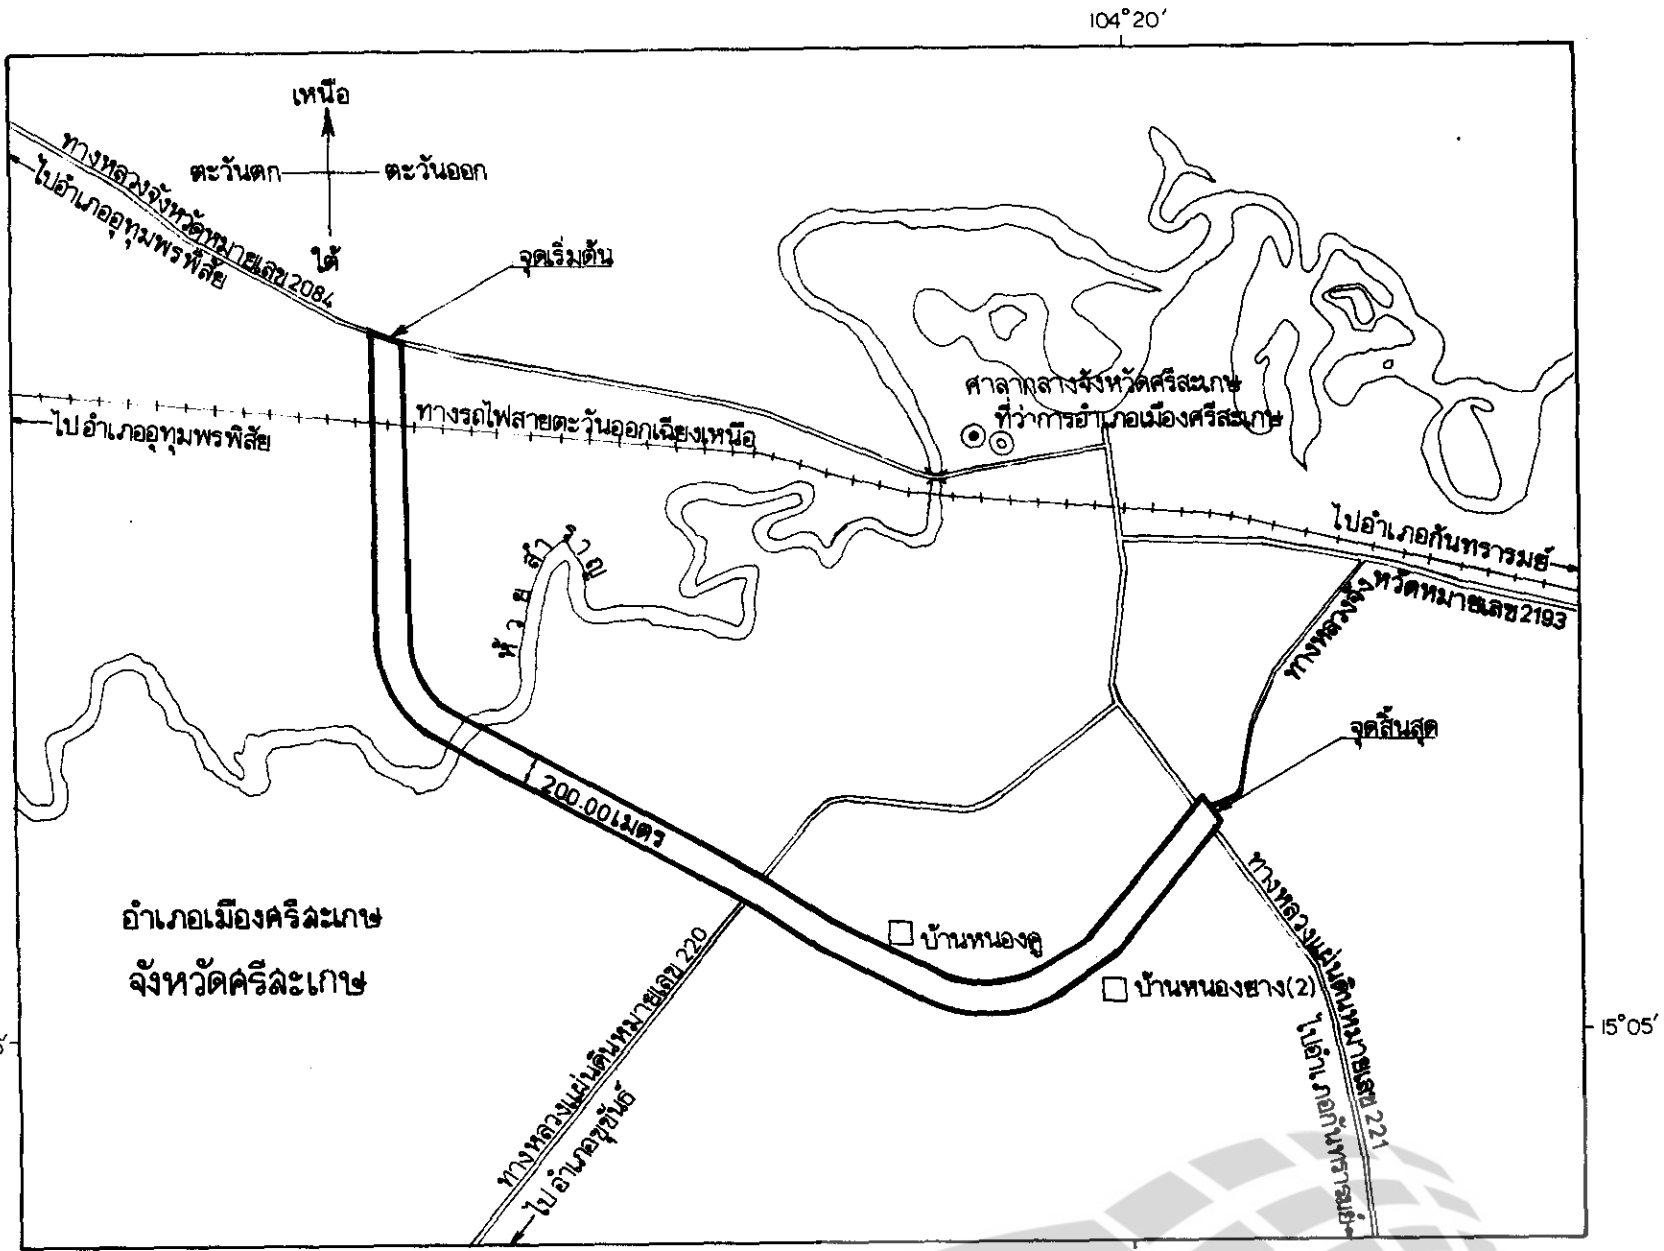 104°20′
เหนือ
ตะวันตก
ตะวันออก
ใต้
ทางหลวงจังหวัดหมายเลข 2084
ไปอำเภออุทุมพรพิสัย
จุดเริ่มต้น
ศาลากลางจังหวัดศรีสะเกษ
ที่ว่าการอำเภอเมืองศรีสะเกษ
ทางรถไฟสายตะวันออกเฉียงเหนือ
ไปอำเภออุทุมพรพิสัย
ไปอำเภอกันทรารมย์
ทางหลวงจังหวัดหมายเลข 2193
ห้วยสำราญ
จุดสิ้นสุด
200.00 เมตร
อำเภอเมืองศรีสะเกษ
จังหวัดศรีสะเกษ
บ้านหนองคู
บ้านหนองยาง(2)
15°05′
ทางหลวงแผ่นดินหมายเลข 220
ไปอำเภอขุขันธ์
ทางหลวงแผ่นดินหมายเลข 221
ไปอำเภอกันทรารมย์